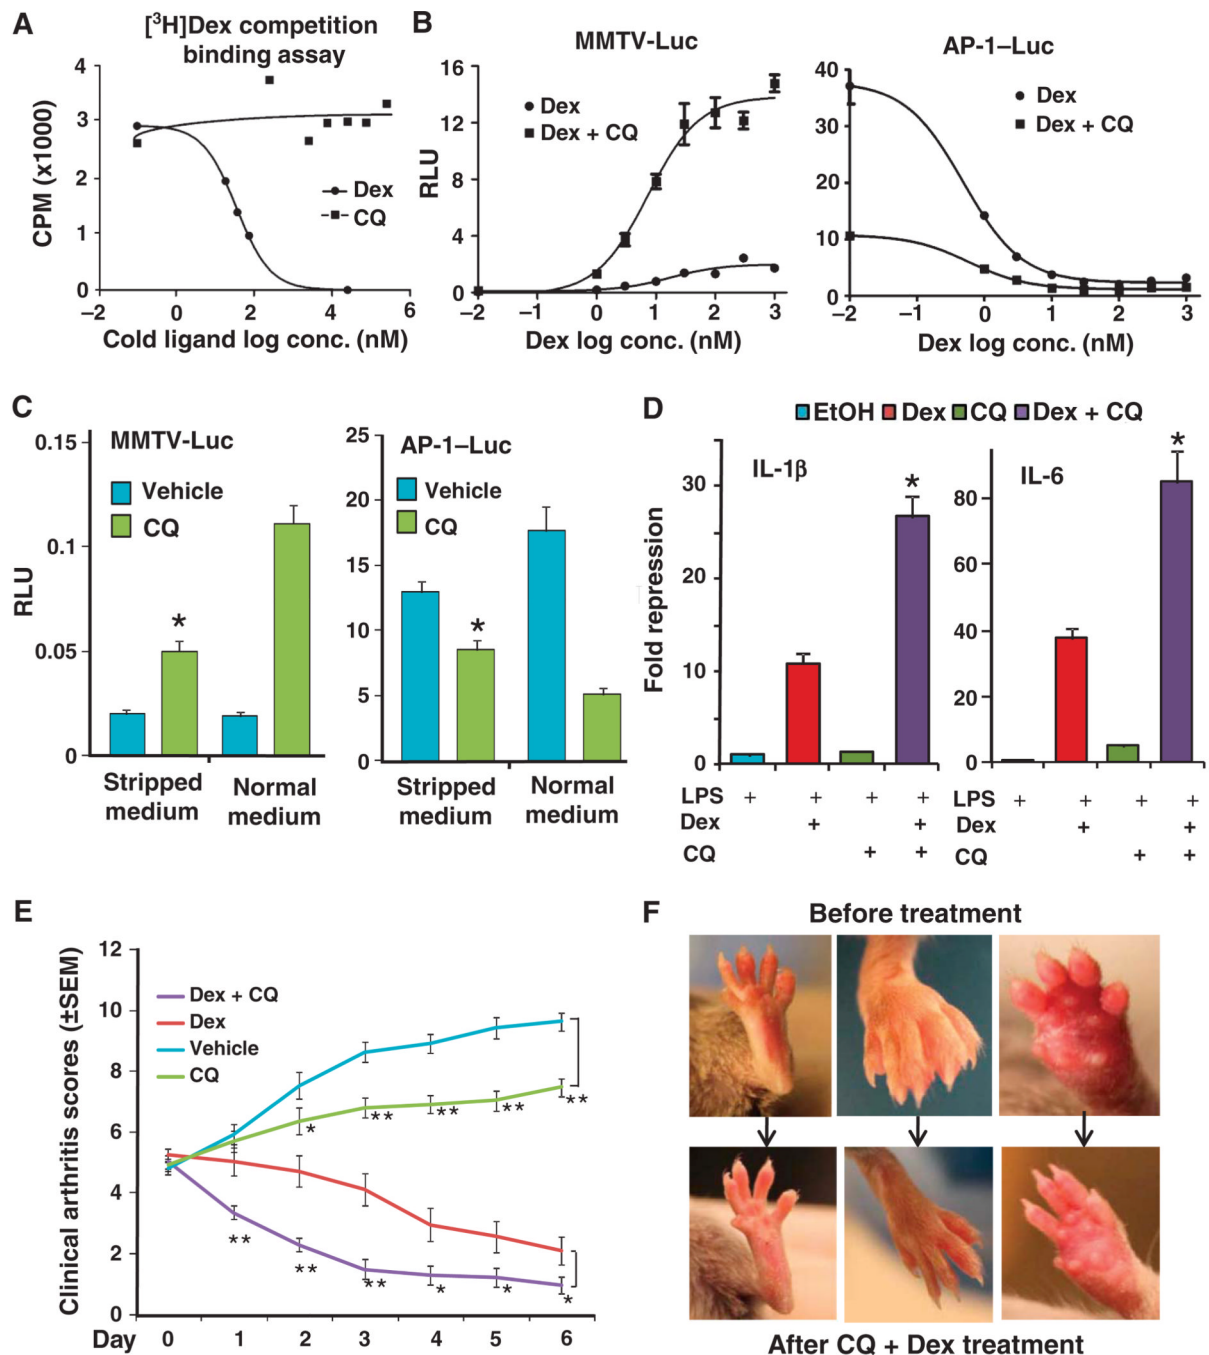 A
[³H]Dex competition
binding assay
CPM (x1000)
4
3
2
1
0
Dex
CQ
−2
0
2
4
6
Cold ligand log conc. (nM)
B
MMTV-Luc
RLU
16
12
8
4
0
Dex
Dex + CQ
−2
−1
0
1
2
3
Dex log conc. (nM)
AP-1–Luc
40
30
20
10
0
Dex
Dex + CQ
−2
−1
0
1
2
3
Dex log conc. (nM)
C
MMTV-Luc
RLU
0.15
0.1
0.05
0
Vehicle
CQ
*
Stripped
medium
Normal
medium
AP-1–Luc
25
20
15
10
5
0
Vehicle
CQ
*
Stripped
medium
Normal
medium
D
EtOH Dex CQ Dex + CQ
IL-1β
Fold repression
30
20
10
0
*
LPS + + + +
Dex + +
CQ + +
IL-6
80
60
40
20
0
*
LPS + + + +
Dex + +
CQ + +
E
Clinical arthritis scores (±SEM)
12
10
8
6
4
2
0
Dex + CQ
Dex
Vehicle
CQ
* ** ** ** **
** ** ** * * *
Day 0 1 2 3 4 5 6
F
Before treatment
After CQ + Dex treatment